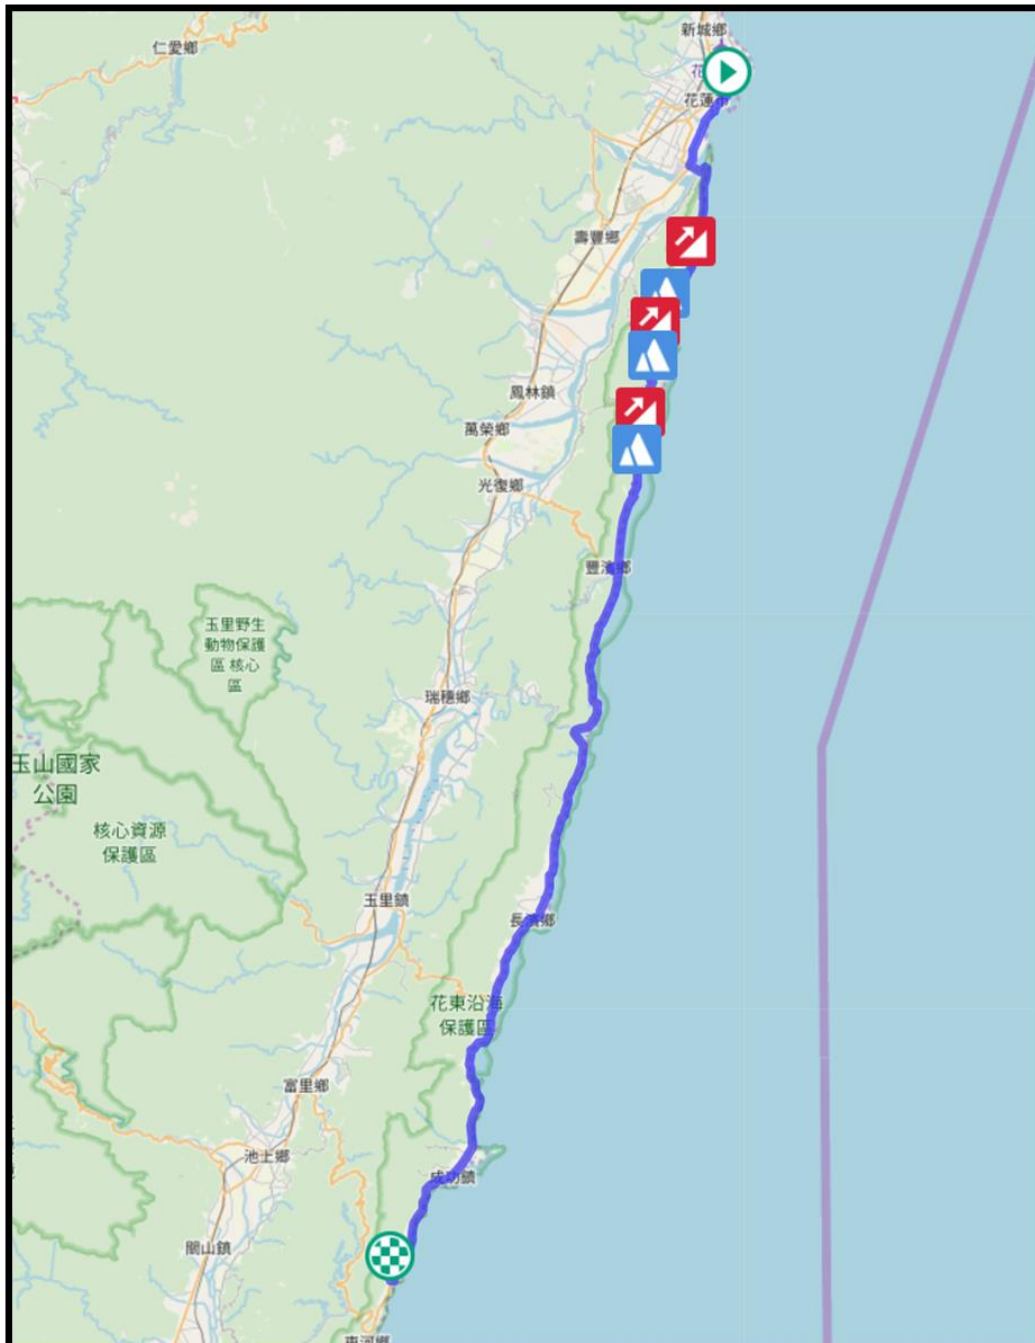 新城鄉
仁愛鄉
花
花蓮市
壽豐鄉
鳳林鎮
萬榮鄉
光復鄉
豐濱鄉
玉里野生
動物保護
區 核心
區
瑞穗鄉
玉山國家
公園
核心資源
保護區
玉里鎮
長濱鄉
花東沿海
保護區
富里鄉
池上鄉
成功鎮
關山鎮
東河鄉